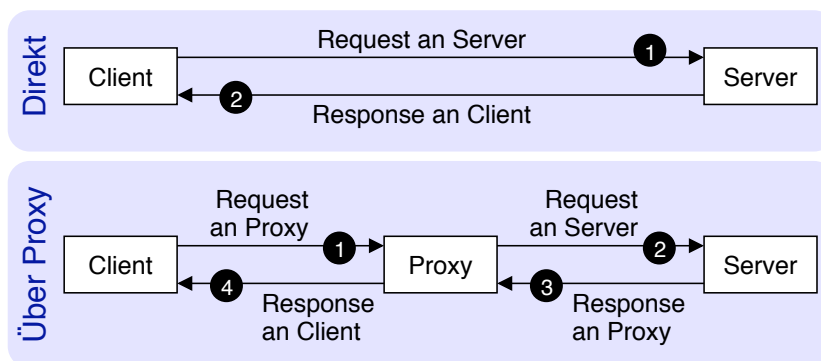 Direkt
Request an Server
1
Client
Server
2
Response an Client
Über Proxy
Request
an Proxy
Request
an Server
1
2
Client
Proxy
Server
4
3
Response
an Client
Response
an Proxy